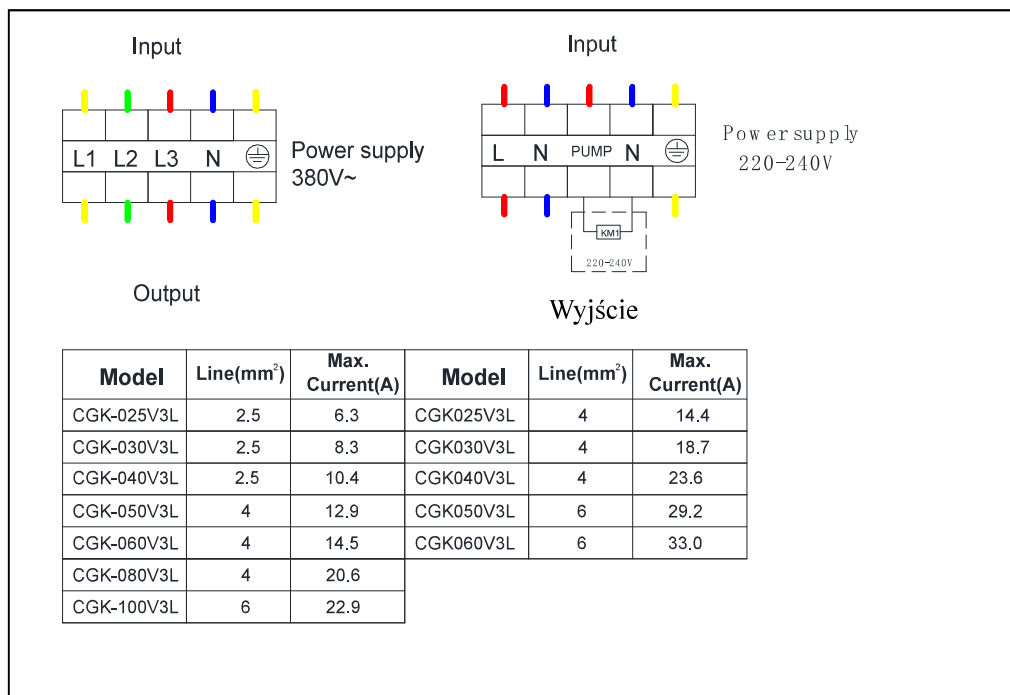 Input
L1 L2 L3 N
Power supply
380V~
Output
Input
L N PUMP N
Power supply
220-240V
KM1
220-240V
Wyjście
Model Line(mm²) Max. Current(A) Model Line(mm²) Max. Current(A)
CGK-025V3L 2.5 6.3 CGK025V3L 4 14.4
CGK-030V3L 2.5 8.3 CGK030V3L 4 18.7
CGK-040V3L 2.5 10.4 CGK040V3L 4 23.6
CGK-050V3L 4 12.9 CGK050V3L 6 29.2
CGK-060V3L 4 14.5 CGK060V3L 6 33.0
CGK-080V3L 4 20.6
CGK-100V3L 6 22.9